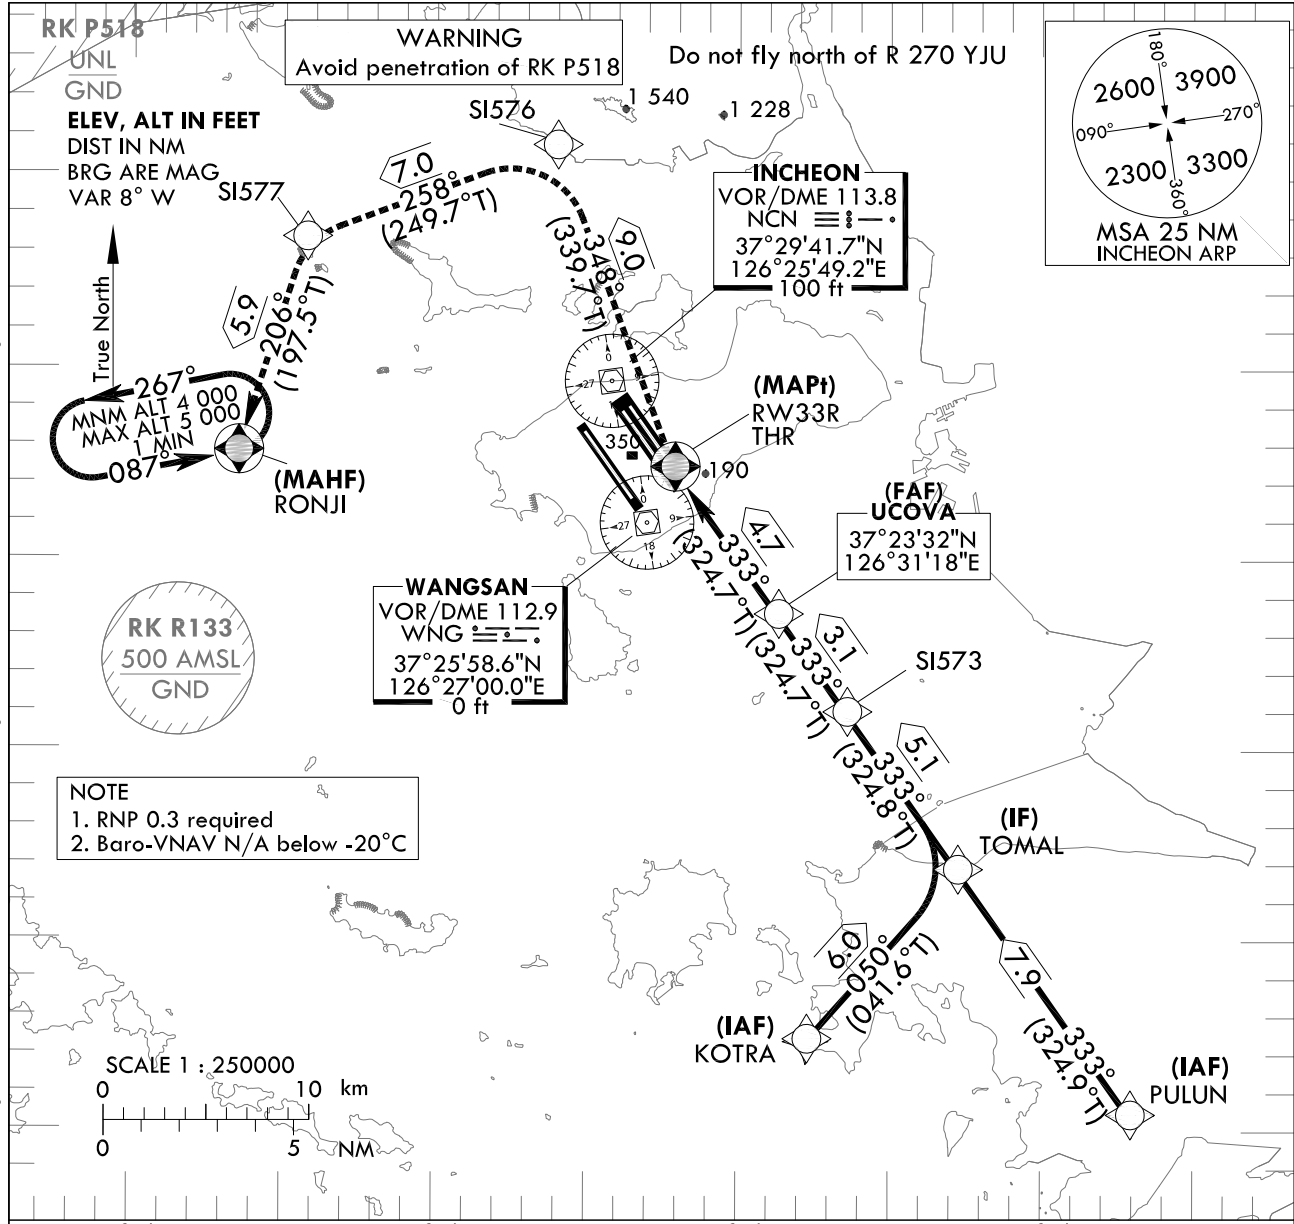 RK P518
UNL
GND
WARNING
Avoid penetration of RK P518
Do not fly north of R 270 YJU
180°
2600
3900
090°
270°
2300
3300
360°
MSA 25 NM
INCHEON ARP
ELEV, ALT IN FEET
DIST IN NM
BRG ARE MAG
VAR 8° W
SI576
1 540
1 228
SI577
7.0
258°
(249.7°T)
9.0
348°
(339.7°T)
INCHEON
VOR/DME 113.8
NCN
37°29'41.7"N
126°25'49.2"E
100 ft
True North
5.9
206°
(197.5°T)
267°
MNM ALT 4 000
MAX ALT 5 000
1 MIN
087°
(MAHF)
RONJI
0
27
(MAPt)
RW33R
THR
350
190
0
27
9
18
(FAF)
UCOVA
37°23'32"N
126°31'18"E
4.7
333°
(324.7°T)
WANGSAN
VOR/DME 112.9
WNG
37°25'58.6"N
126°27'00.0"E
0 ft
RK R133
500 AMSL
GND
3.1
333°
(324.7°T)
SI573
5.1
333°
(324.8°T)
NOTE
1. RNP 0.3 required
2. Baro-VNAV N/A below -20°C
(IF)
TOMAL
6.0
050°
(041.6°T)
7.9
333°
(324.9°T)
(IAF)
KOTRA
(IAF)
PULUN
SCALE 1 : 250000
0 10 km
0 5 NM